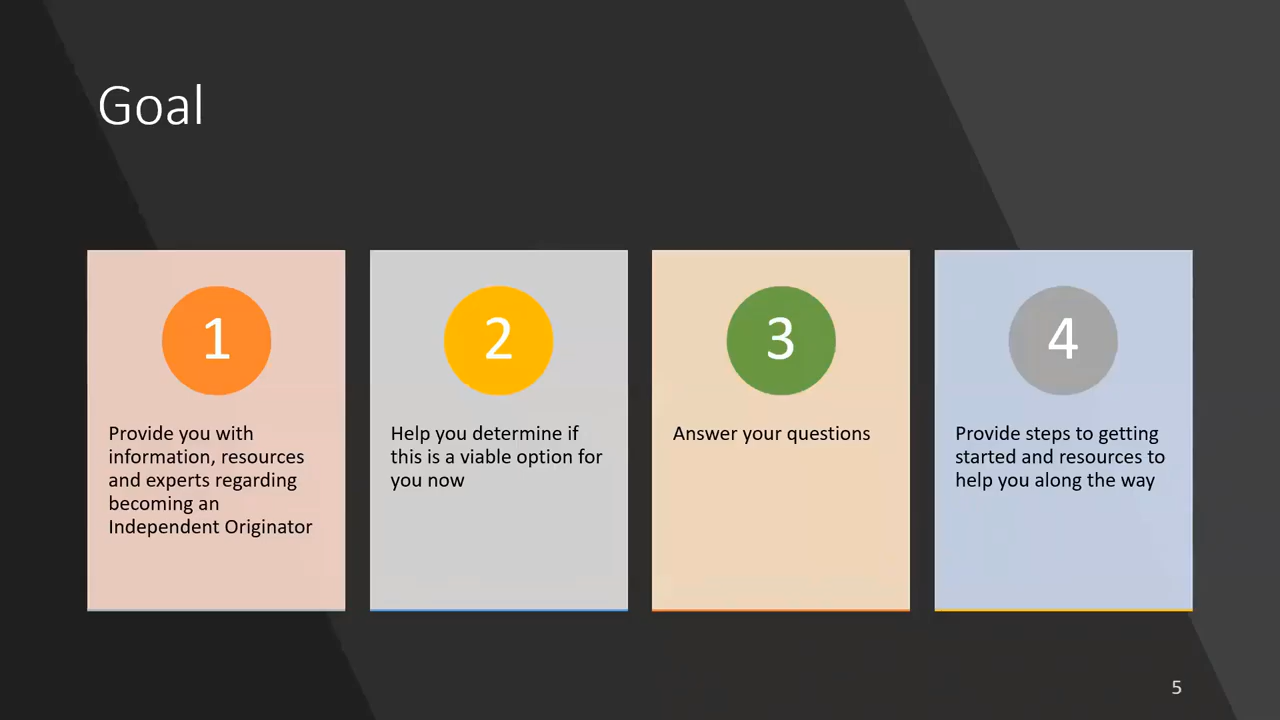 Goal
1
Provide you with
information, resources
and experts regarding
becoming an
Independent Originator
2
Help you determine if
this is a viable option for
you now
3
Answer your questions
4
Provide steps to getting
started and resources to
help you along the way
5